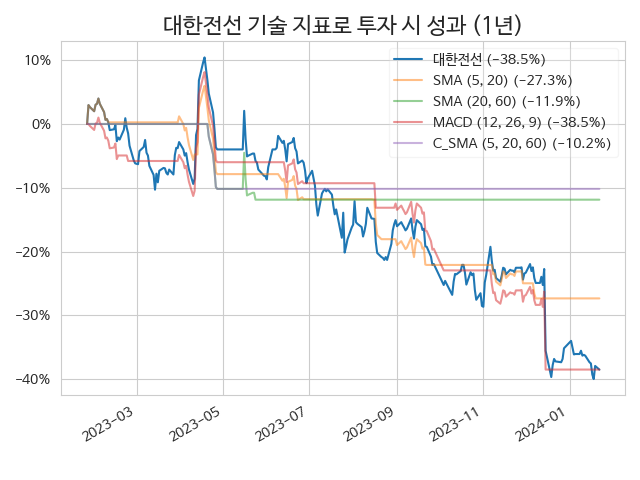 대한전선 기술 지표로 투자 시 성과 (1년)
대한전선 (−38.5%)
SMA (5, 20) (−27.3%)
SMA (20, 60) (−11.9%)
MACD (12, 26, 9) (−38.5%)
C_SMA (5, 20, 60) (−10.2%)
10%
0%
−10%
−20%
−30%
−40%
2023−03
2023−05
2023−07
2023−09
2023−11
2024−01